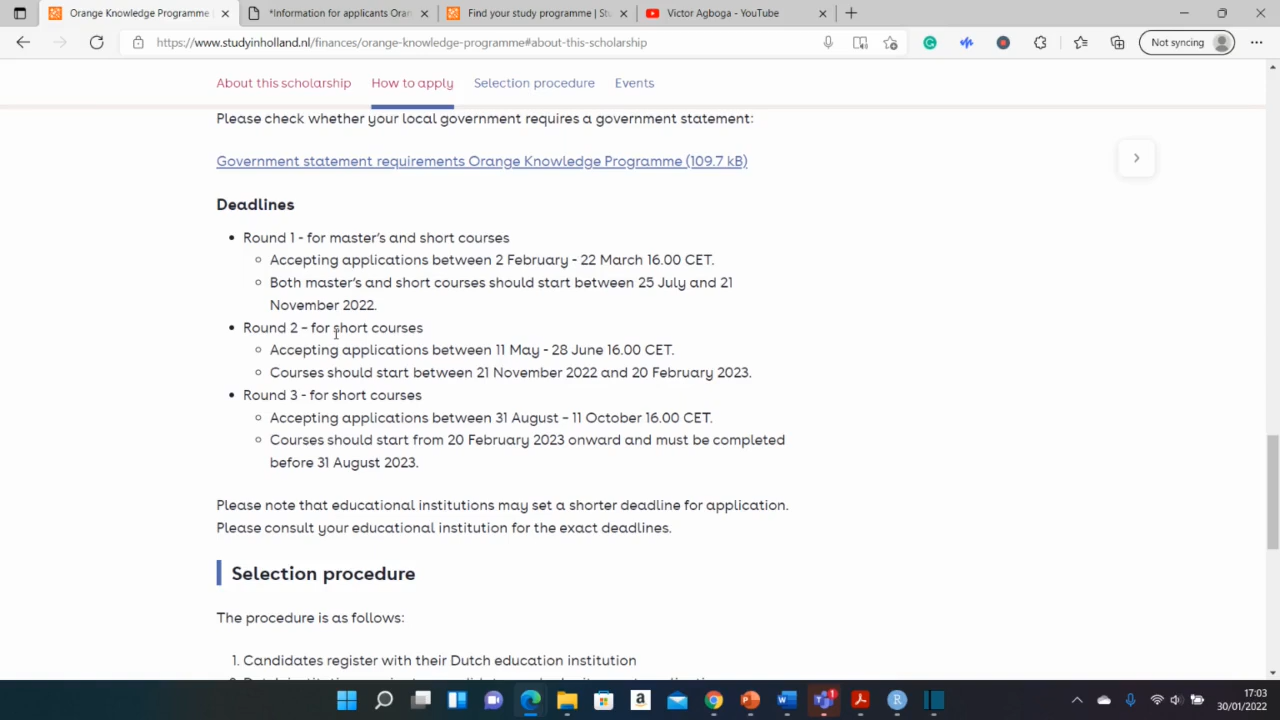 Orange Knowledge Programme
*Information for applicants Oran
Find your study programme | Stu
Victor Agboga - YouTube
https://www.studyinholland.nl/finances/orange-knowledge-programme#about-this-scholarship
Not syncing
About this scholarship
How to apply
Selection procedure
Events
Please check whether your local government requires a government statement:
Government statement requirements Orange Knowledge Programme (109.7 kB)
Deadlines
Round 1 - for master's and short courses
Accepting applications between 2 February - 22 March 16.00 CET.
Both master's and short courses should start between 25 July and 21
November 2022.
Round 2 – for short courses
Accepting applications between 11 May - 28 June 16.00 CET.
Courses should start between 21 November 2022 and 20 February 2023.
Round 3 - for short courses
Accepting applications between 31 August – 11 October 16.00 CET.
Courses should start from 20 February 2023 onward and must be completed
before 31 August 2023.
Please note that educational institutions may set a shorter deadline for application.
Please consult your educational institution for the exact deadlines.
Selection procedure
The procedure is as follows:
1. Candidates register with their Dutch education institution
17:03
30/01/2022